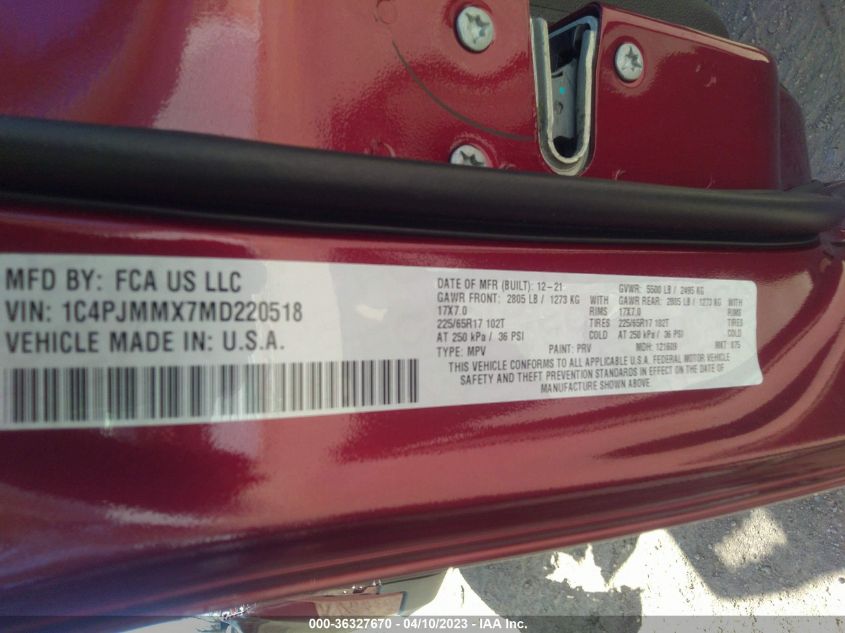 MFD BY: FCA US LLC
VIN: 1C4PJMMX7MD220518
VEHICLE MADE IN: U.S.A.
DATE OF MFR (BUILT): 12-21 GVWR: 5500 LB / 2495 KG
GAWR FRONT: 2805 LB / 1273 KG GAWR REAR: 2805 LB / 1273 KG
17X7.0 RIMS 17X7.0 RIMS
225/65R17 102T TIRES 225/65R17 102T TIRES
AT 250 kPa / 36 PSI COLD AT 250 kPa / 36 PSI COLD
TYPE: MPV PAINT: PRV MDH: 121609 MKT: 875
THIS VEHICLE CONFORMS TO ALL APPLICABLE U.S.A. FEDERAL MOTOR VEHICLE
SAFETY AND THEFT PREVENTION STANDARDS IN EFFECT ON THE DATE OF
MANUFACTURE SHOWN ABOVE.
000-36327670 - 04/10/2023 - IAA Inc.